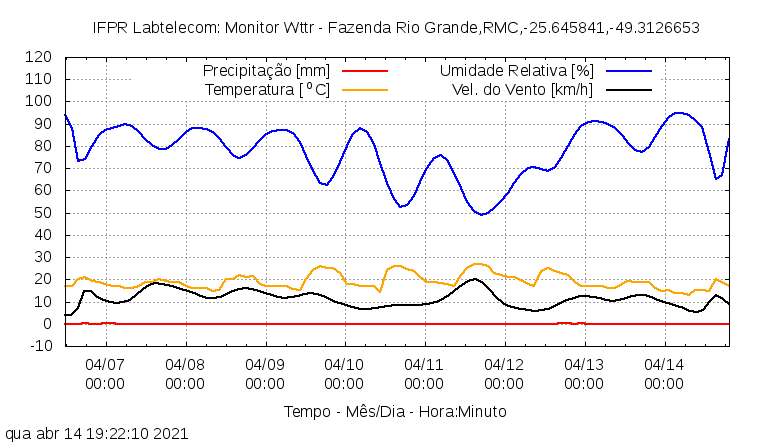 IFPR Labtelecom: Monitor Wttr - Fazenda Rio Grande,RMC,-25.645841,-49.3126653
120
110
100
90
80
70
60
50
40
30
20
10
0
-10
Precipitação [mm]
Temperatura [⁰C]
Umidade Relativa [%]
Vel. do Vento [km/h]
04/07 04/08 04/09 04/10 04/11 04/12 04/13 04/14
00:00 00:00 00:00 00:00 00:00 00:00 00:00 00:00
Tempo - Mês/Dia - Hora:Minuto
qua abr 14 19:22:10 2021